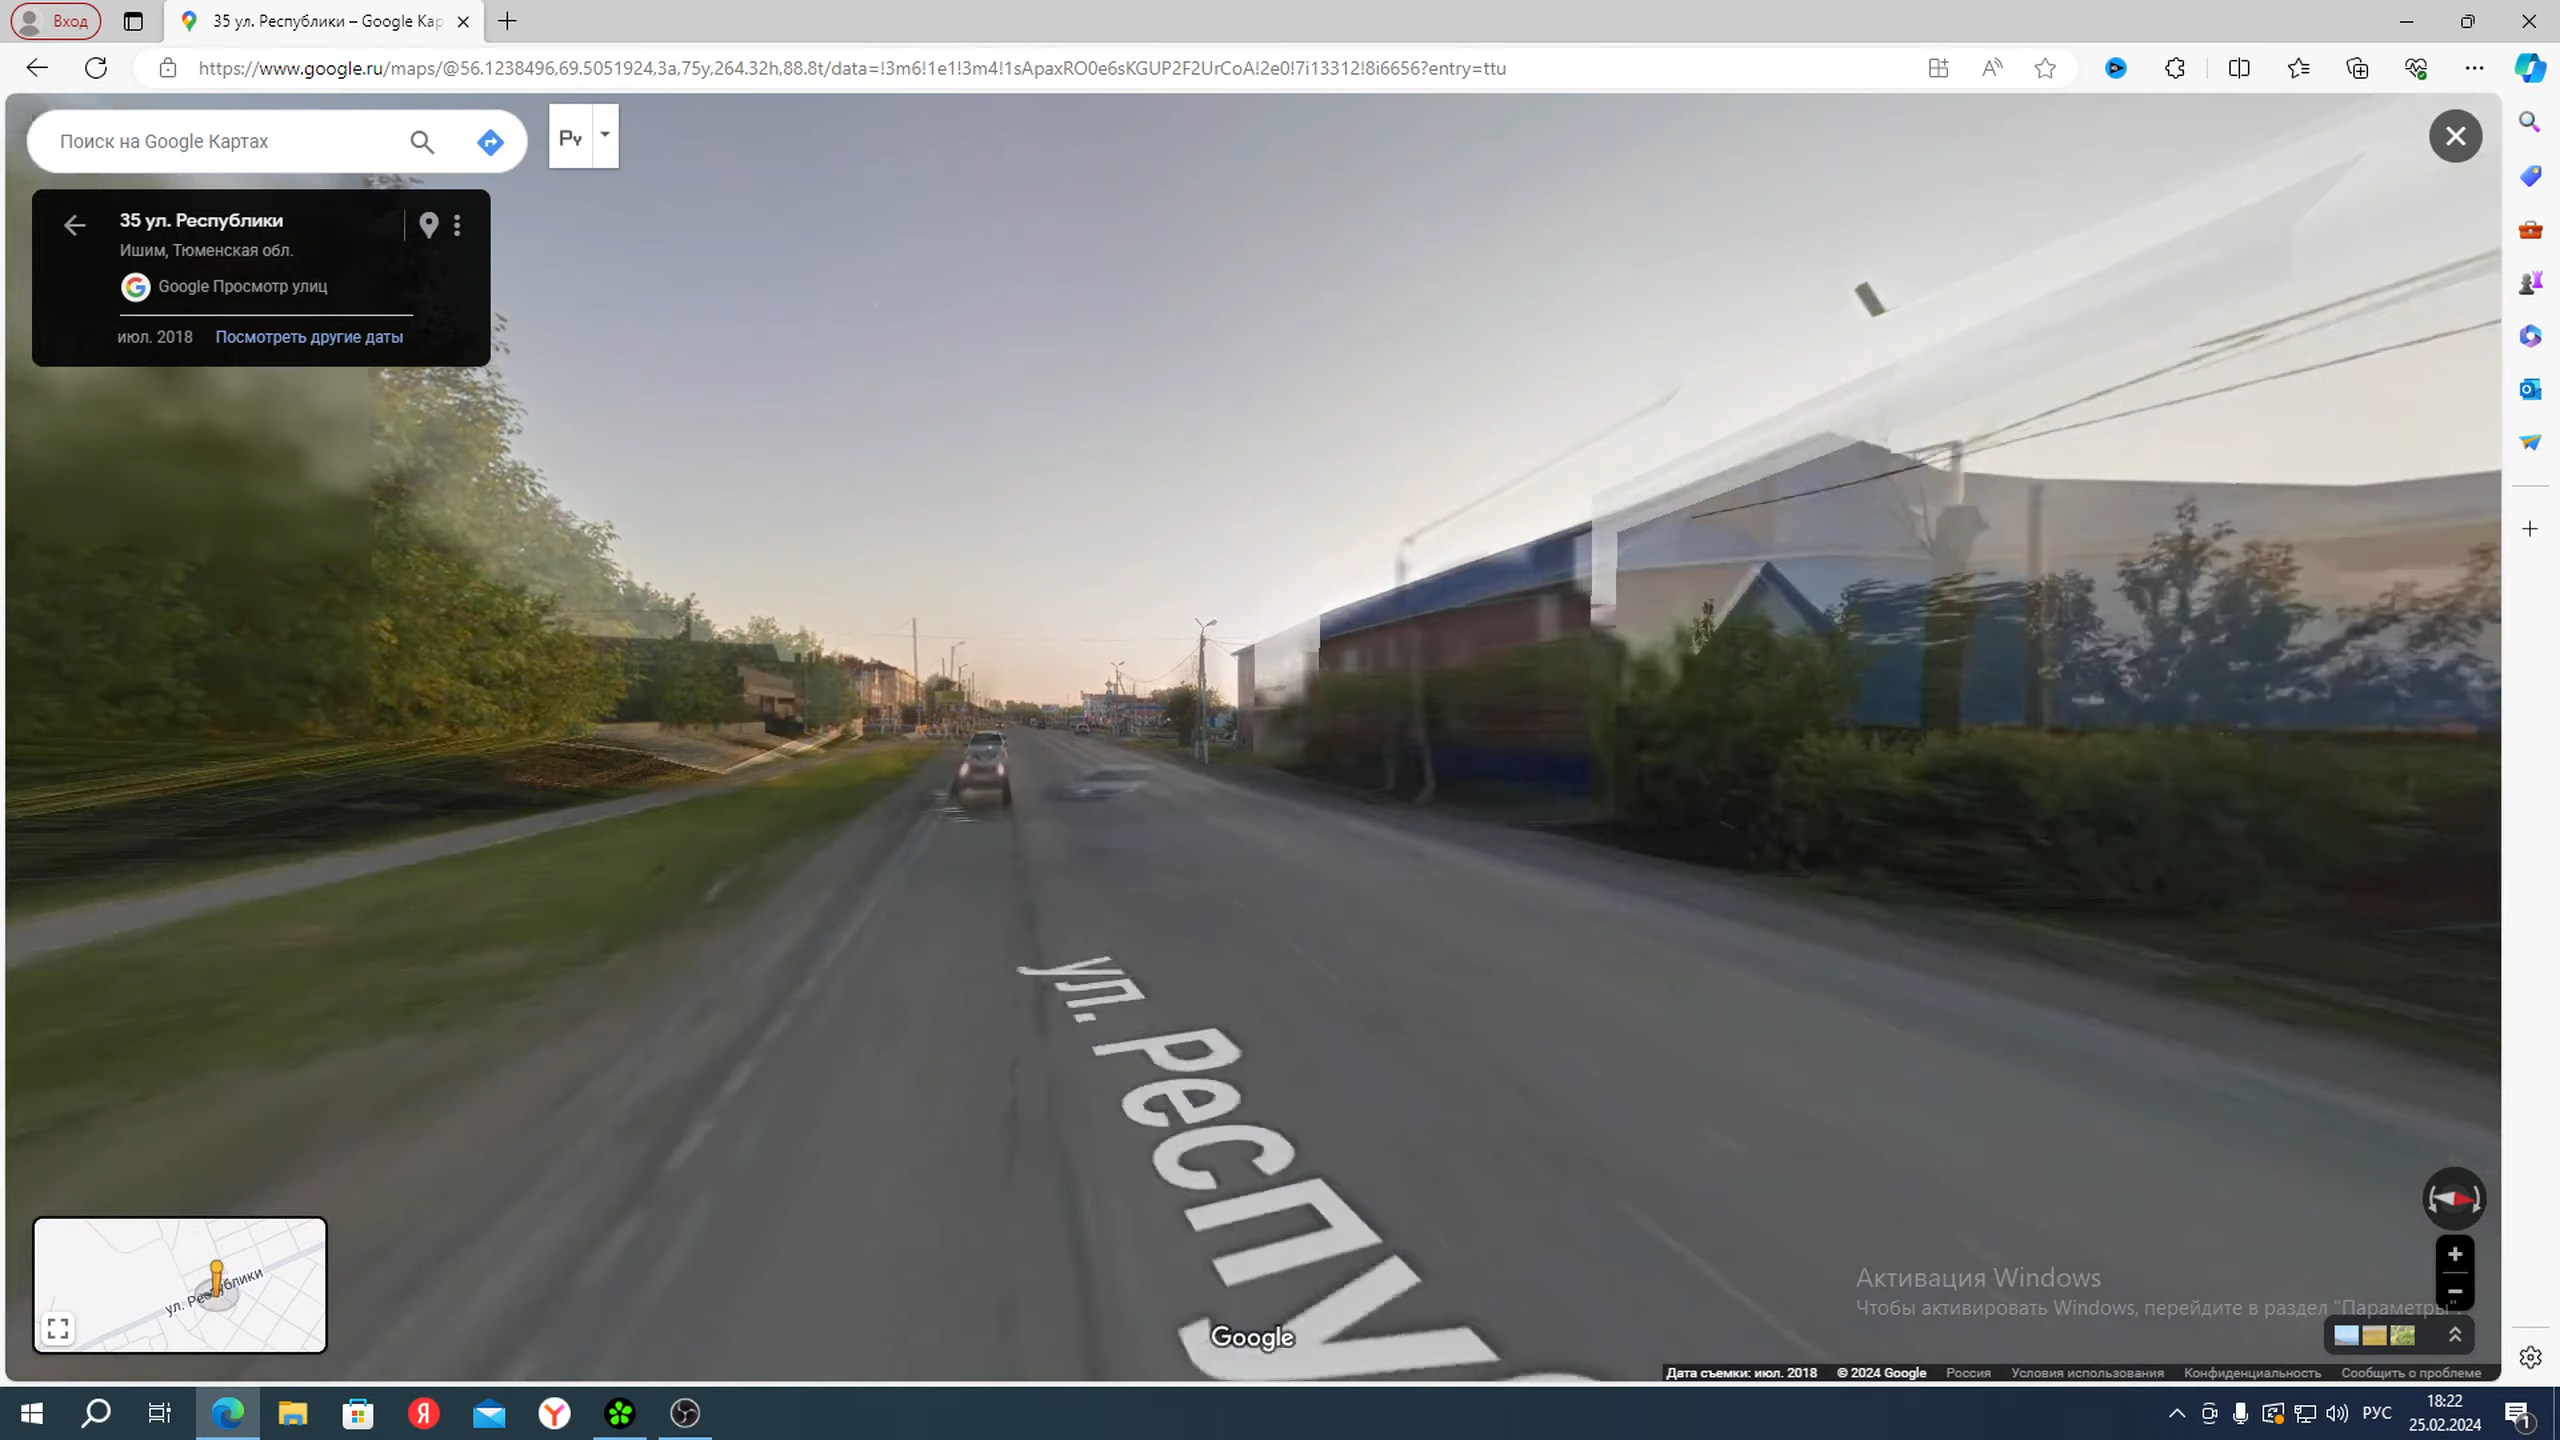 Вход
35 ул. Республики – Google Кар
https://www.google.ru/maps/@56.1238496,69.5051924,3a,75y,264.32h,88.8t/data=!3m6!1e1!3m4!1sApaxRO0e6sKGUP2F2UrCoA!2e0!7i13312!8i6656?entry=ttu
Поиск на Google Картах
Ру
35 ул. Республики
Ишим, Тюменская обл.
Google Просмотр улиц
июл. 2018 Посмотреть другие даты
ул. Респу
ул. Республики
Google
Активация Windows
Чтобы активировать Windows, перейдите в раздел "Параметры".
Дата съемки: июл. 2018 © 2024 Google Россия Условия использования Конфиденциальность Сообщить о проблеме
РУС
18:22
25.02.2024
1